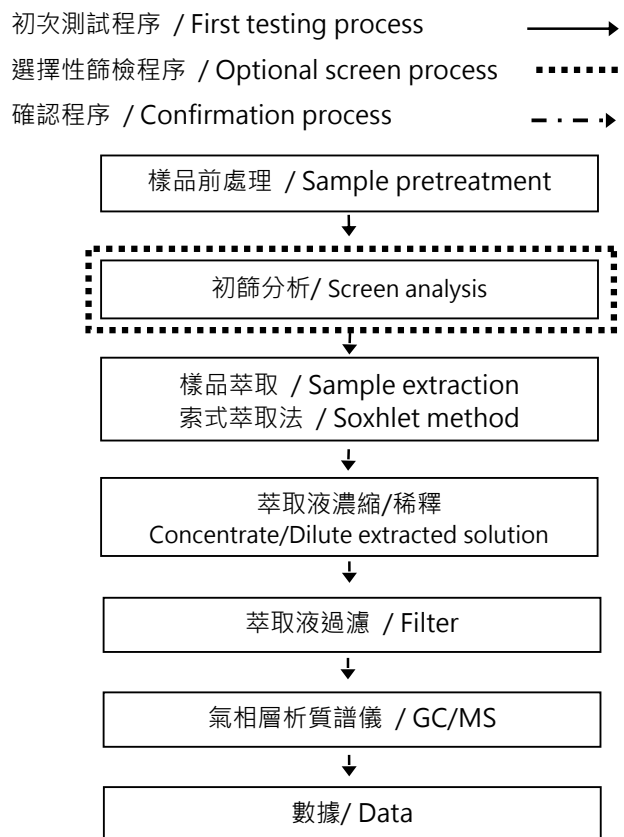 初次測試程序 / First testing process
選擇性篩檢程序 / Optional screen process
確認程序 / Confirmation process
樣品前處理 / Sample pretreatment
初篩分析/ Screen analysis
樣品萃取 / Sample extraction
索式萃取法 / Soxhlet method
萃取液濃縮/稀釋
Concentrate/Dilute extracted solution
萃取液過濾 / Filter
氣相層析質譜儀 / GC/MS
數據/ Data